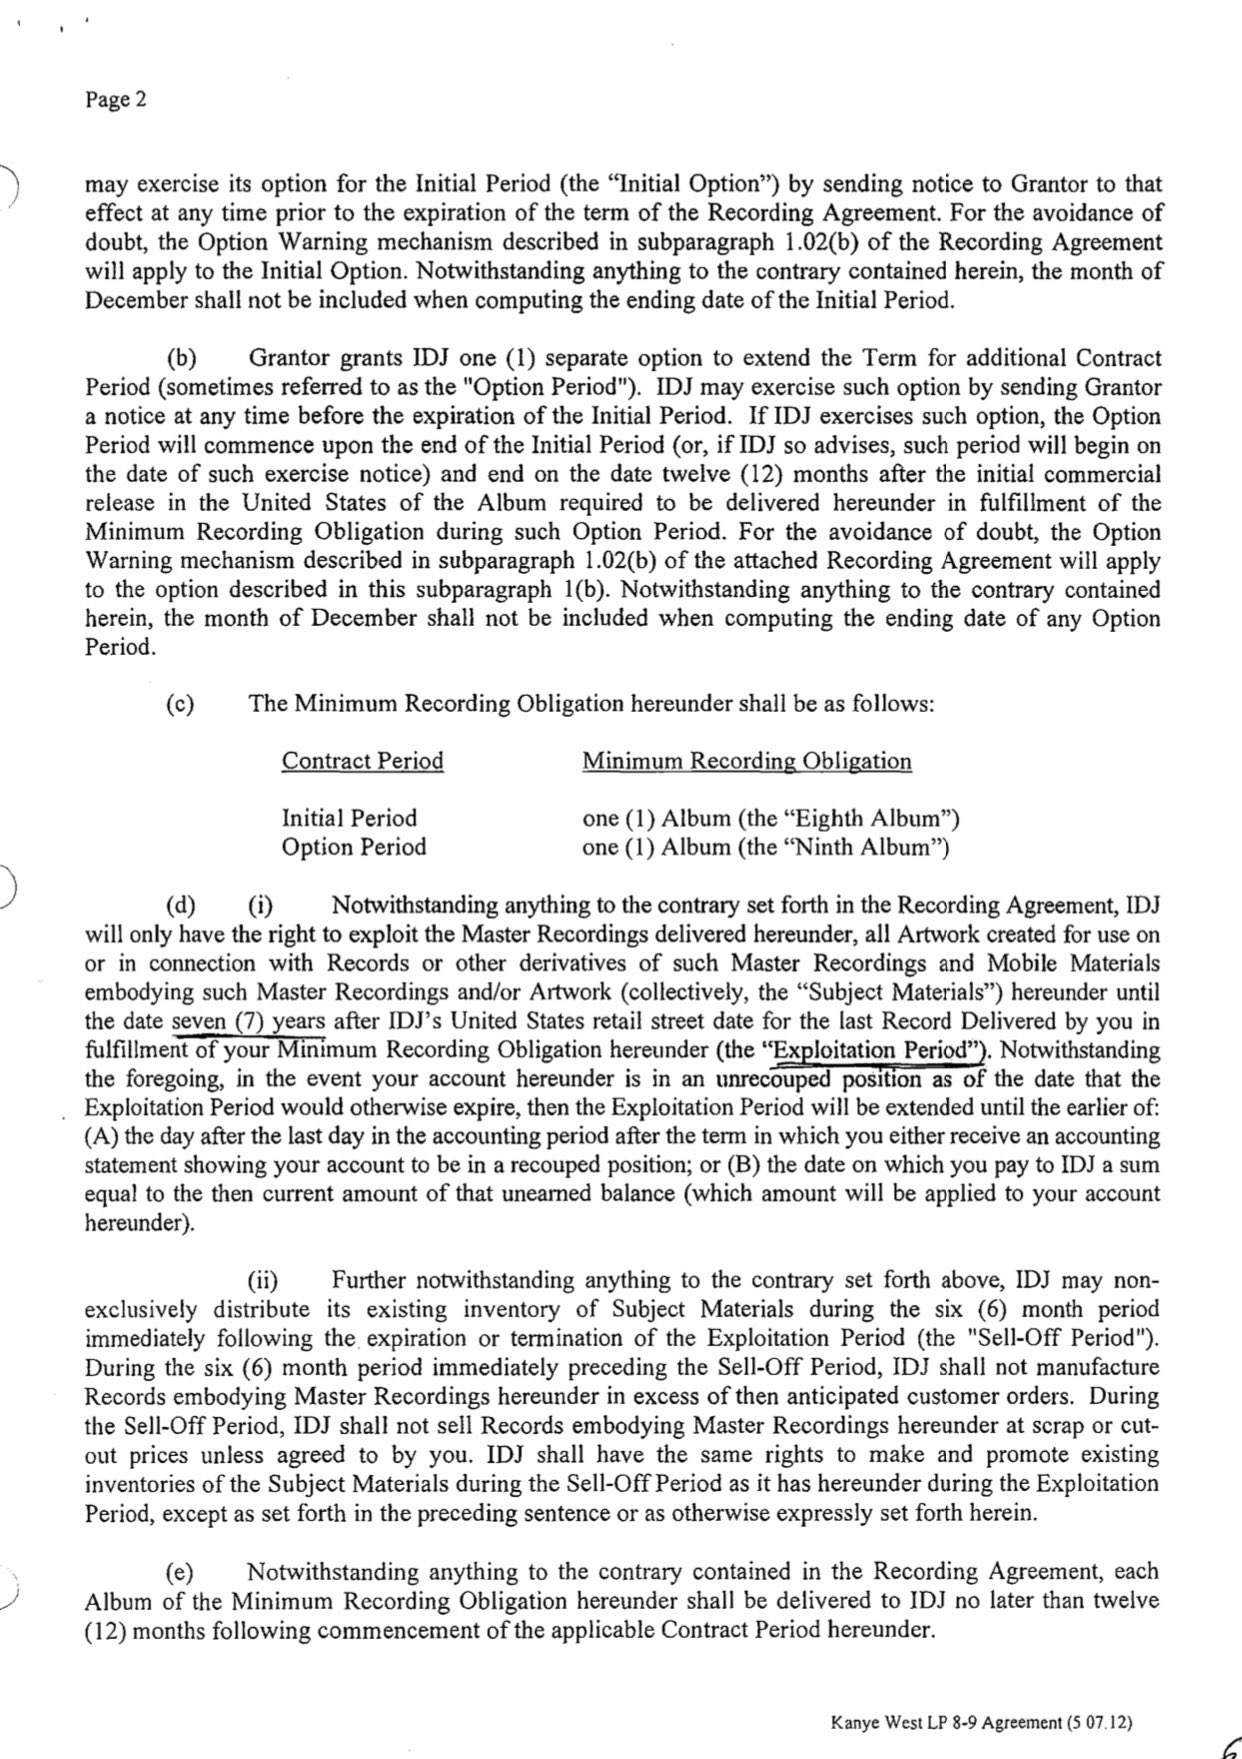 Page 2
may exercise its option for the Initial Period (the “Initial Option”) by sending notice to Grantor to that
effect at any time prior to the expiration of the term of the Recording Agreement. For the avoidance of
doubt, the Option Warning mechanism described in subparagraph 1.02(b) of the Recording Agreement
will apply to the Initial Option. Notwithstanding anything to the contrary contained herein, the month of
December shall not be included when computing the ending date of the Initial Period.
(b) Grantor grants IDJ one (1) separate option to extend the Term for additional Contract
Period (sometimes referred to as the "Option Period"). IDJ may exercise such option by sending Grantor
a notice at any time before the expiration of the Initial Period. If IDJ exercises such option, the Option
Period will commence upon the end of the Initial Period (or, if IDJ so advises, such period will begin on
the date of such exercise notice) and end on the date twelve (12) months after the initial commercial
release in the United States of the Album required to be delivered hereunder in fulfillment of the
Minimum Recording Obligation during such Option Period. For the avoidance of doubt, the Option
Warning mechanism described in subparagraph 1.02(b) of the attached Recording Agreement will apply
to the option described in this subparagraph 1(b). Notwithstanding anything to the contrary contained
herein, the month of December shall not be included when computing the ending date of any Option
Period.
(c) The Minimum Recording Obligation hereunder shall be as follows:
Contract Period Minimum Recording Obligation
Initial Period one (1) Album (the “Eighth Album”)
Option Period one (1) Album (the “Ninth Album”)
(d) (i) Notwithstanding anything to the contrary set forth in the Recording Agreement, IDJ
will only have the right to exploit the Master Recordings delivered hereunder, all Artwork created for use on
or in connection with Records or other derivatives of such Master Recordings and Mobile Materials
embodying such Master Recordings and/or Artwork (collectively, the “Subject Materials”) hereunder until
the date seven (7) years after IDJ’s United States retail street date for the last Record Delivered by you in
fulfillment of your Minimum Recording Obligation hereunder (the “Exploitation Period”). Notwithstanding
the foregoing, in the event your account hereunder is in an unrecouped position as of the date that the
Exploitation Period would otherwise expire, then the Exploitation Period will be extended until the earlier of:
(A) the day after the last day in the accounting period after the term in which you either receive an accounting
statement showing your account to be in a recouped position; or (B) the date on which you pay to IDJ a sum
equal to the then current amount of that unearned balance (which amount will be applied to your account
hereunder).
(ii) Further notwithstanding anything to the contrary set forth above, IDJ may non-
exclusively distribute its existing inventory of Subject Materials during the six (6) month period
immediately following the expiration or termination of the Exploitation Period (the "Sell-Off Period").
During the six (6) month period immediately preceding the Sell-Off Period, IDJ shall not manufacture
Records embodying Master Recordings hereunder in excess of then anticipated customer orders. During
the Sell-Off Period, IDJ shall not sell Records embodying Master Recordings hereunder at scrap or cut-
out prices unless agreed to by you. IDJ shall have the same rights to make and promote existing
inventories of the Subject Materials during the Sell-Off Period as it has hereunder during the Exploitation
Period, except as set forth in the preceding sentence or as otherwise expressly set forth herein.
(e) Notwithstanding anything to the contrary contained in the Recording Agreement, each
Album of the Minimum Recording Obligation hereunder shall be delivered to IDJ no later than twelve
(12) months following commencement of the applicable Contract Period hereunder.
Kanye West LP 8-9 Agreement (5 07.12)